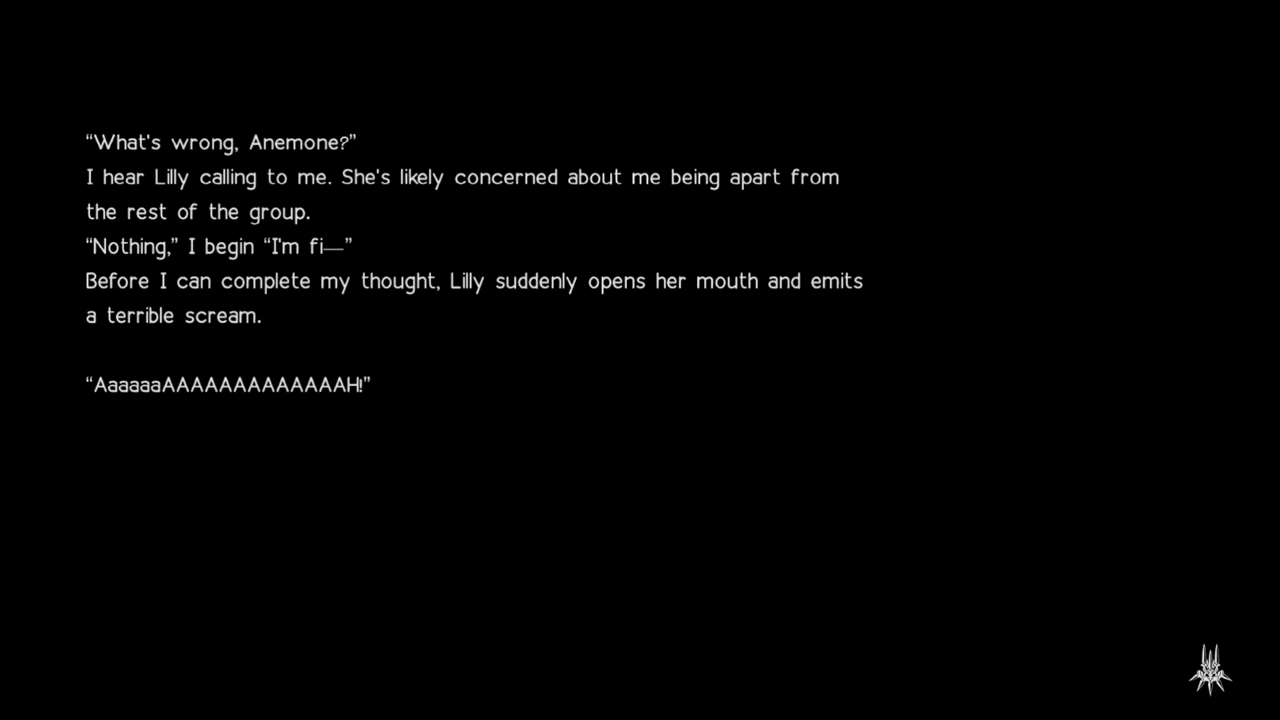 “What's wrong, Anemone?”
I hear Lilly calling to me. She's likely concerned about me being apart from
the rest of the group.
“Nothing,” I begin “I'm fi—”
Before I can complete my thought, Lilly suddenly opens her mouth and emits
a terrible scream.
“AaaaaaAAAAAAAAAAAAAH!”